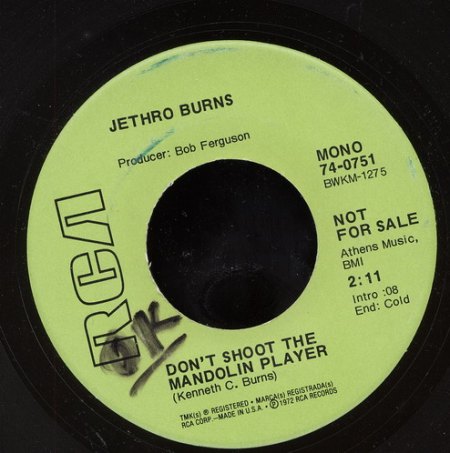 JETHRO BURNS
Producer: Bob Ferguson
MONO
74-0751
BWKM-1275
NOT
FOR SALE
Athens Music,
BMI
2:11
Intro :08
End: Cold
RCA
DON'T SHOOT THE
MANDOLIN PLAYER
(Kenneth C. Burns)
TMK(s) ® REGISTERED • MARCA(S) REGISTRADA(S)
RCA CORP.—MADE IN U.S.A. • ℗ 1972 RCA RECORDS